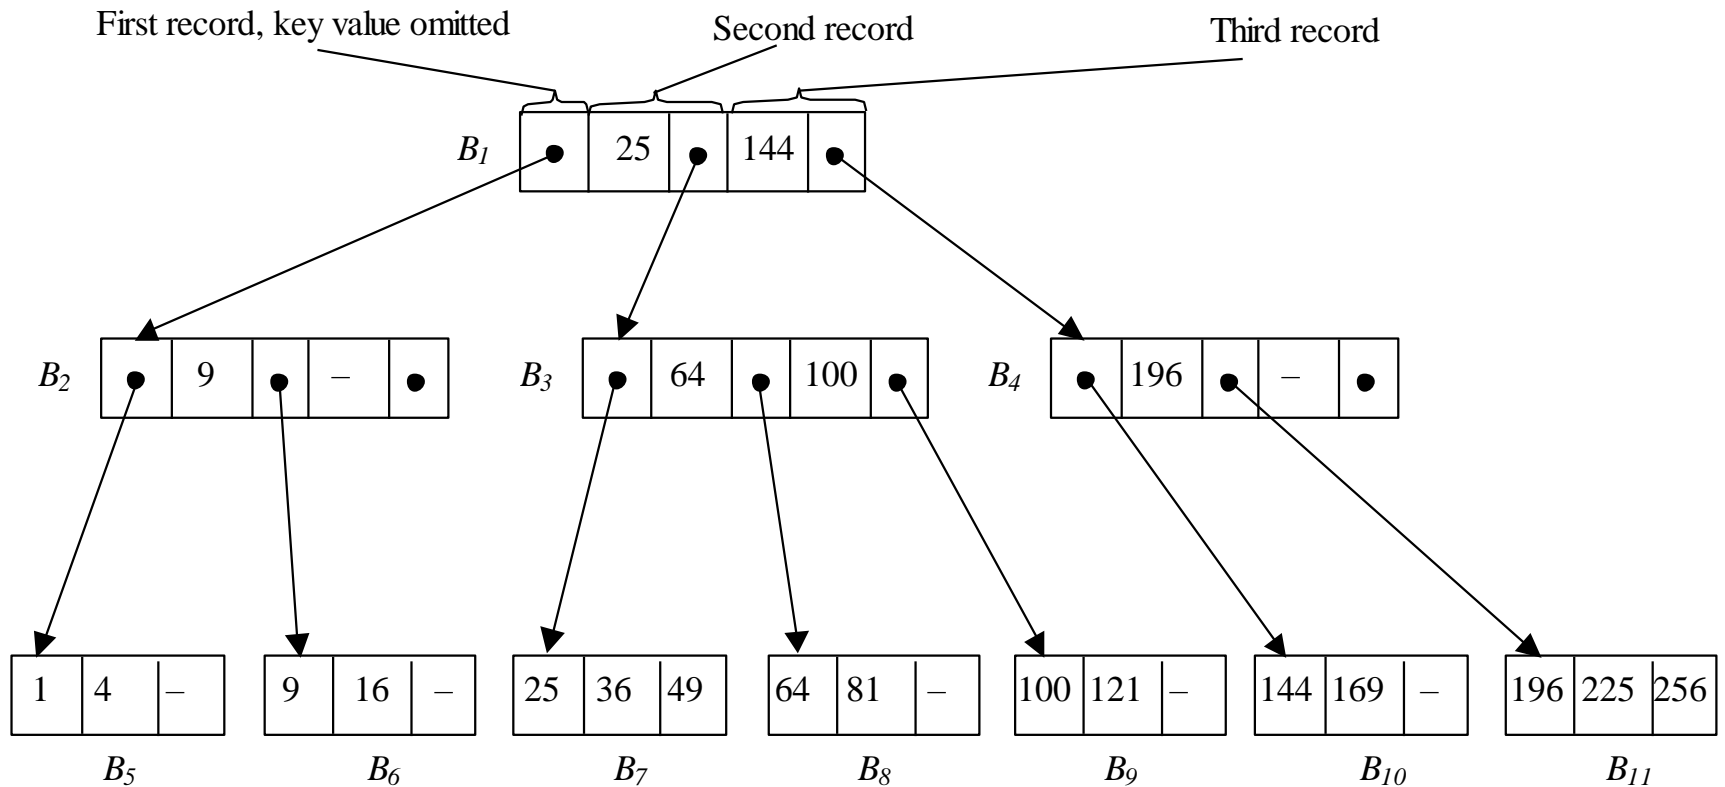 First record, key value omitted Second record Third record
B1 25 144
B2 9 – B3 64 100 B4 196 –
1 4 – 9 16 – 25 36 49 64 81 – 100 121 – 144 169 – 196 225 256
B5 B6 B7 B8 B9 B10 B11